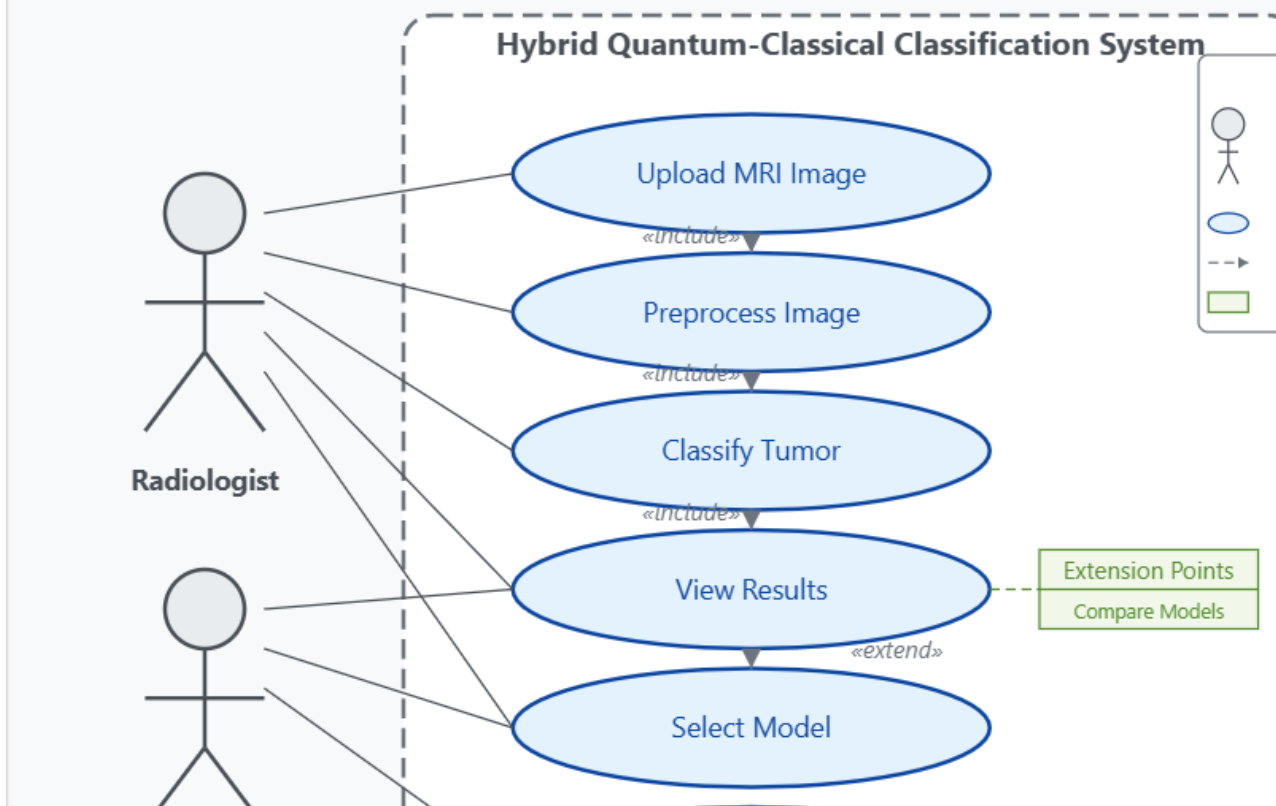 Hybrid Quantum-Classical Classification System
Upload MRI Image
«include»
Preprocess Image
«include»
Classify Tumor
Radiologist
«include»
View Results
Extension Points
Compare Models
«extend»
Select Model